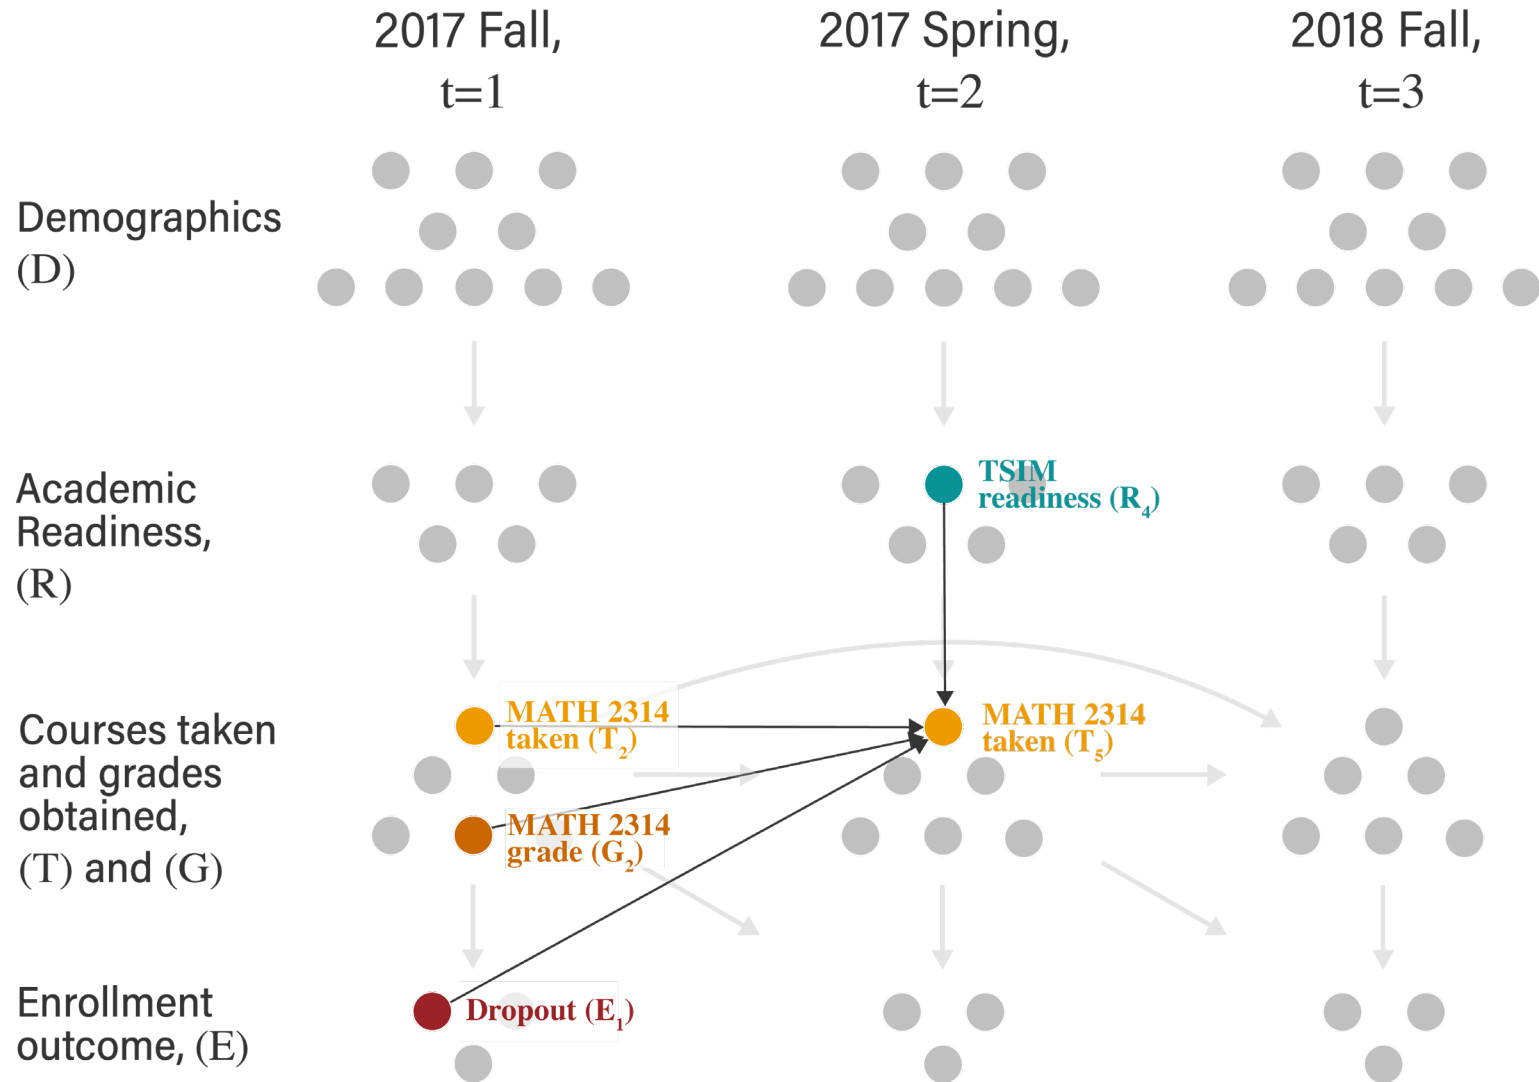 2017 Fall,
t=1
2017 Spring,
t=2
2018 Fall,
t=3
Demographics
(D)
Academic
Readiness,
(R)
TSIM
readiness (R4)
Courses taken
and grades
obtained,
(T) and (G)
MATH 2314
taken (T2)
MATH 2314
taken (T5)
MATH 2314
grade (G2)
Enrollment
outcome, (E)
Dropout (E1)